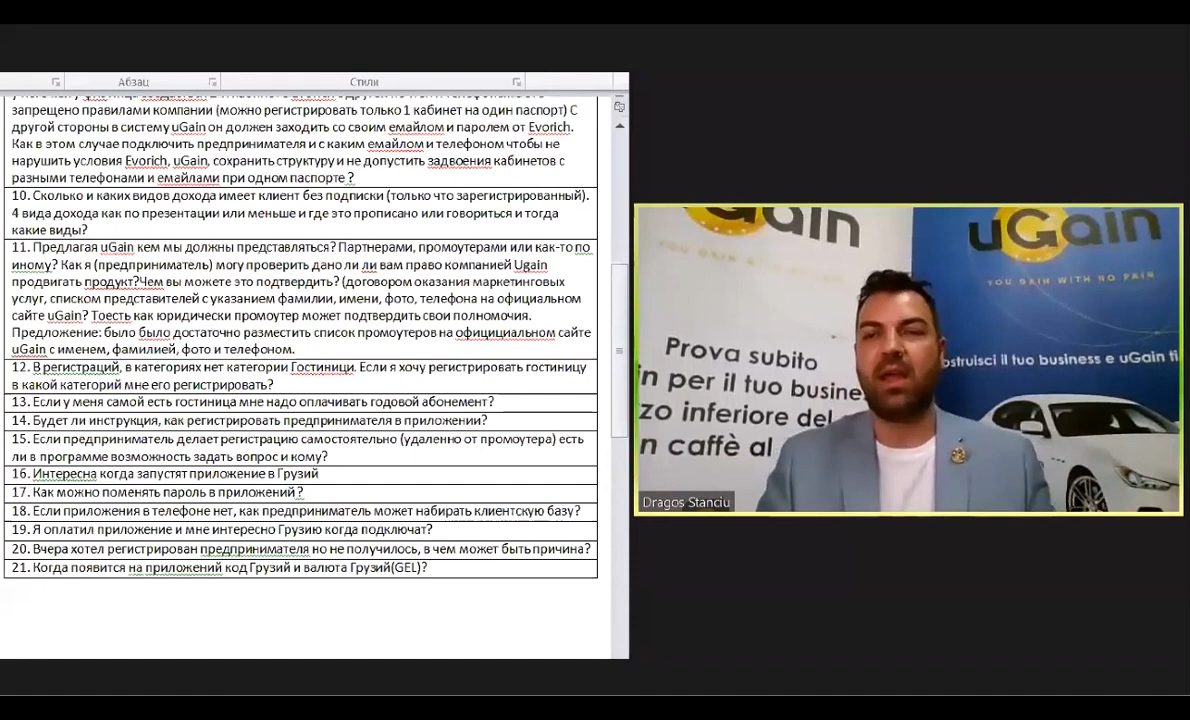 Абзац
Стили
запрещено правилами компании (можно регистрировать только 1 кабинет на один паспорт) С
другой стороны в систему uGain он должен заходить со своим емайлом и паролем от Evorich.
Как в этом случае подключить предпринимателя и с каким емайлом и телефоном чтобы не
нарушить условия Evorich, uGain, сохранить структуру и не допустить задвоения кабинетов с
разными телефонами и емайлами при одном паспорте ?
10. Сколько и каких видов дохода имеет клиент без подписки (только что зарегистрированный).
4 вида дохода как по презентации или меньше и где это прописано или говориться и тогда
какие виды?
11. Предлагая uGain кем мы должны представляться? Партнерами, промоутерами или как-то по
иному? Как я (предприниматель) могу проверить дано ли ли вам право компанией Ugain
продвигать продукт?Чем вы можете это подтвердить? (договором оказания маркетинговых
услуг, списком представителей с указанием фамилии, имени, фото, телефона на официальном
сайте uGain? Тоесть как юридически промоутер может подтвердить свои полномочия.
Предложение: было было достаточно разместить список промоутеров на официциальном сайте
uGain с именем, фамилией, фото и телефоном.
12. В регистраций, в категориях нет категории Гостиници. Если я хочу регистрировать гостиницу
в какой категорий мне его регистрировать?
13. Если у меня самой есть гостиница мне надо оплачивать годовой абонемент?
14. Будет ли инструкция, как регистрировать предпринимателя в приложении?
15. Если предприниматель делает регистрацию самостоятельно (удаленно от промоутера) есть
ли в программе возможность задать вопрос и кому?
16. Интересна когда запустят приложение в Грузий
17. Как можно поменять пароль в приложений?
18. Если приложения в телефоне нет, как предприниматель может набирать клиентскую базу?
19. Я оплатил приложение и мне интересно Грузию когда подключат?
20. Вчера хотел регистрирован предпринимателя но не получилось, в чем может быть причина?
21. Когда появится на приложений код Грузий и валюта Грузий(GEL)?
uGain
YOU GAIN WITH NO PAIN
Prova subito
n per il tuo busine
zo inferiore del
n caffè al
uGain
YOU GAIN WITH NO PAIN
ostruisci il tuo business e uGain ti
Dragos Stanciu